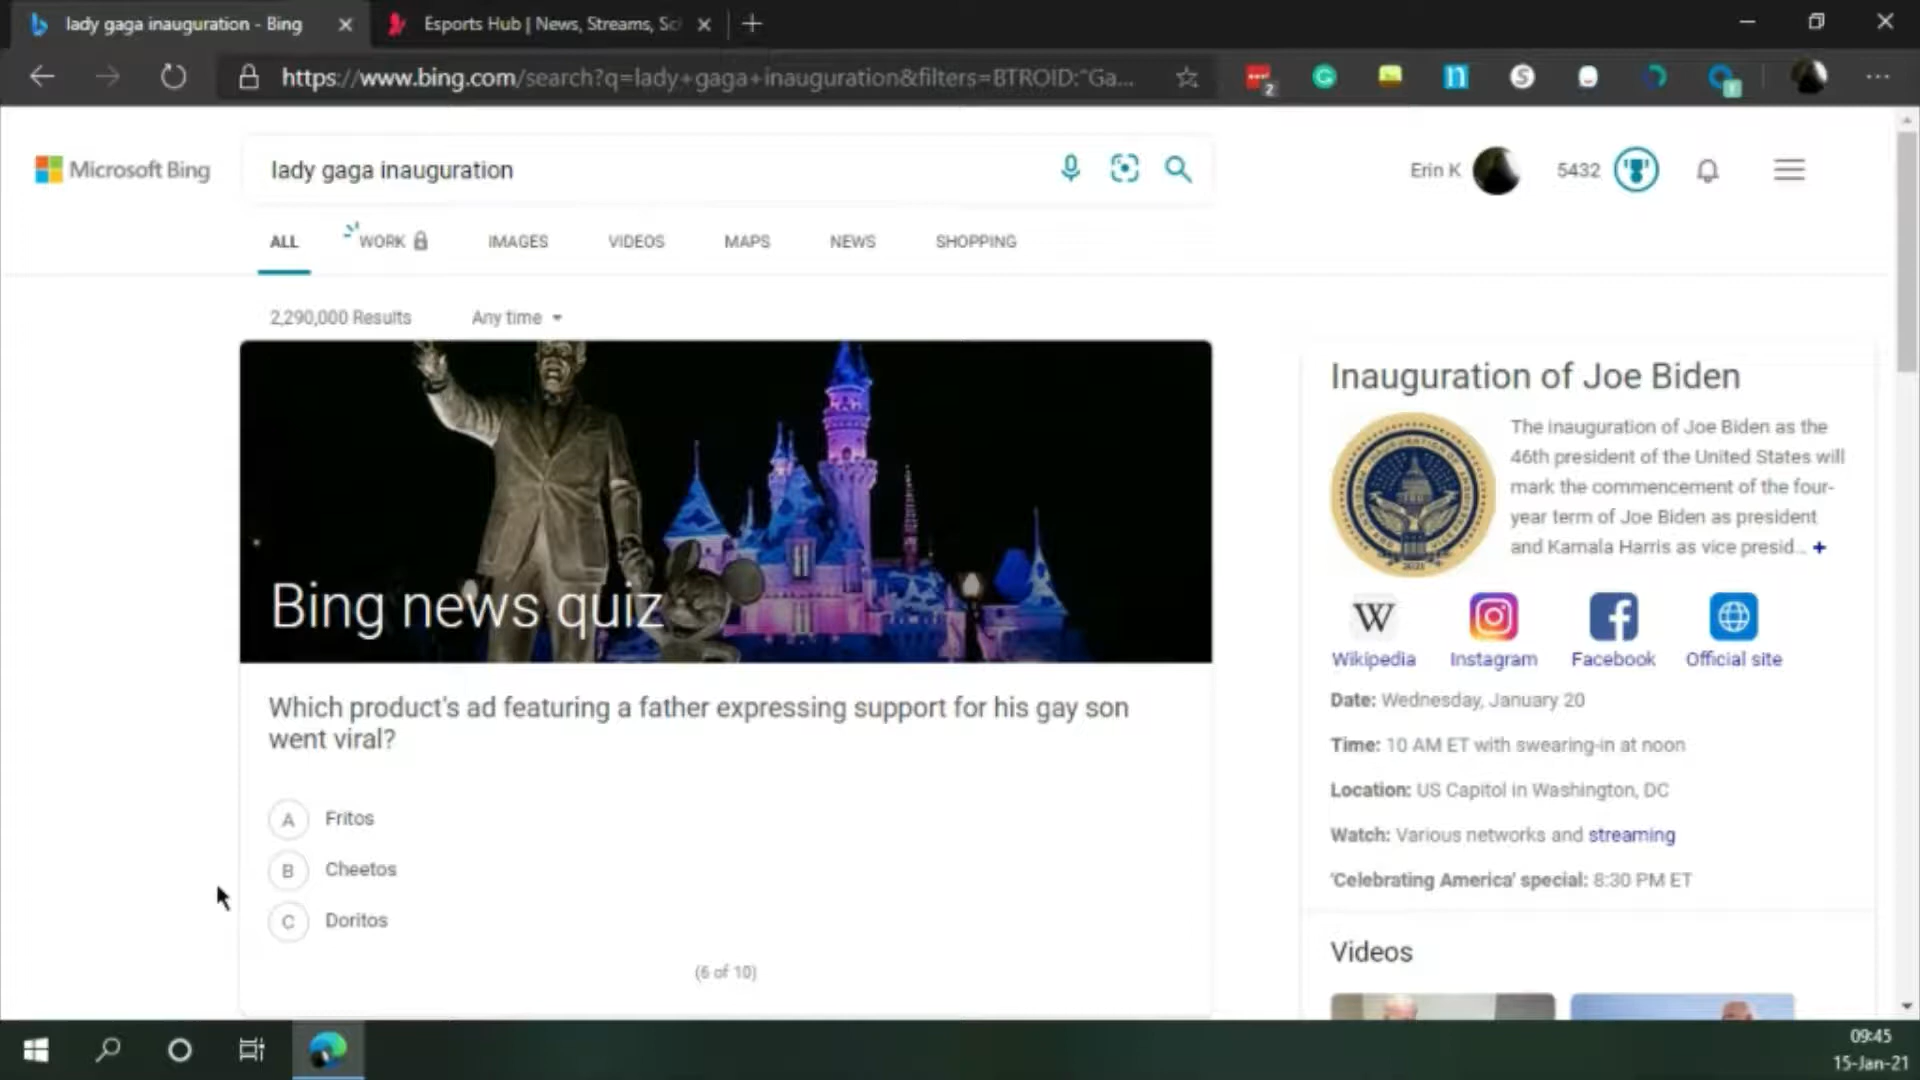 lady gaga inauguration - Bing
Esports Hub | News, Streams, Sc
https://www.bing.com/search?q=lady+gaga+inauguration&filters=BTROID:"Ga...
2
Microsoft Bing
lady gaga inauguration
Erin K
5432
ALL
WORK
IMAGES
VIDEOS
MAPS
NEWS
SHOPPING
2,290,000 Results
Any time
Bing news quiz
Which product's ad featuring a father expressing support for his gay son
went viral?
A Fritos
B Cheetos
C Doritos
(6 of 10)
Inauguration of Joe Biden
The inauguration of Joe Biden as the
46th president of the United States will
mark the commencement of the four-
year term of Joe Biden as president
and Kamala Harris as vice presid... +
Wikipedia
Instagram
Facebook
Official site
Date: Wednesday, January 20
Time: 10 AM ET with swearing-in at noon
Location: US Capitol in Washington, DC
Watch: Various networks and streaming
'Celebrating America' special: 8:30 PM ET
Videos
09:45
15-Jan-21